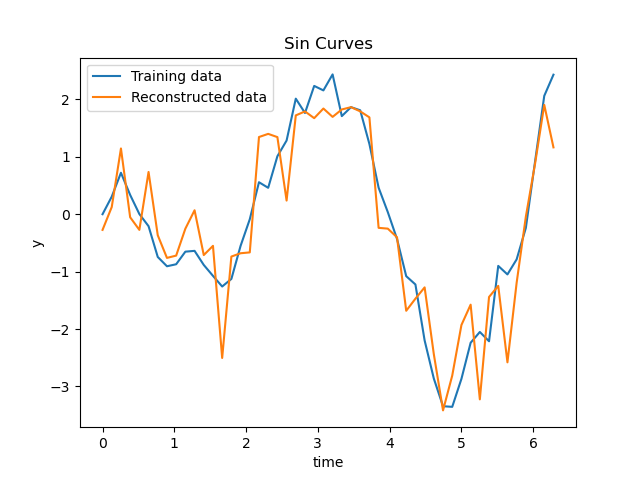 Sin Curves
Training data
Reconstructed data
2
1
0
−1
−2
−3
y
0 1 2 3 4 5 6
time